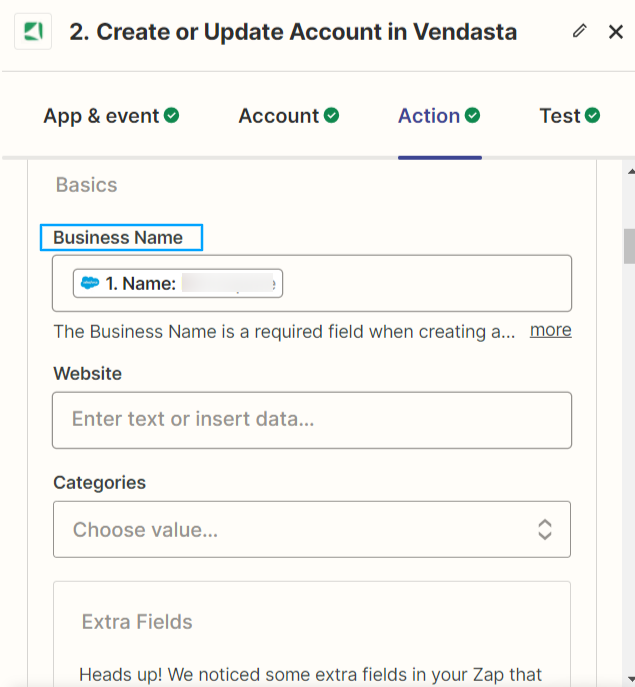 2. Create or Update Account in Vendasta
App & event
Account
Action
Test
Basics
Business Name
1. Name:
The Business Name is a required field when creating a... more
Website
Enter text or insert data...
Categories
Choose value...
Extra Fields
Heads up! We noticed some extra fields in your Zap that